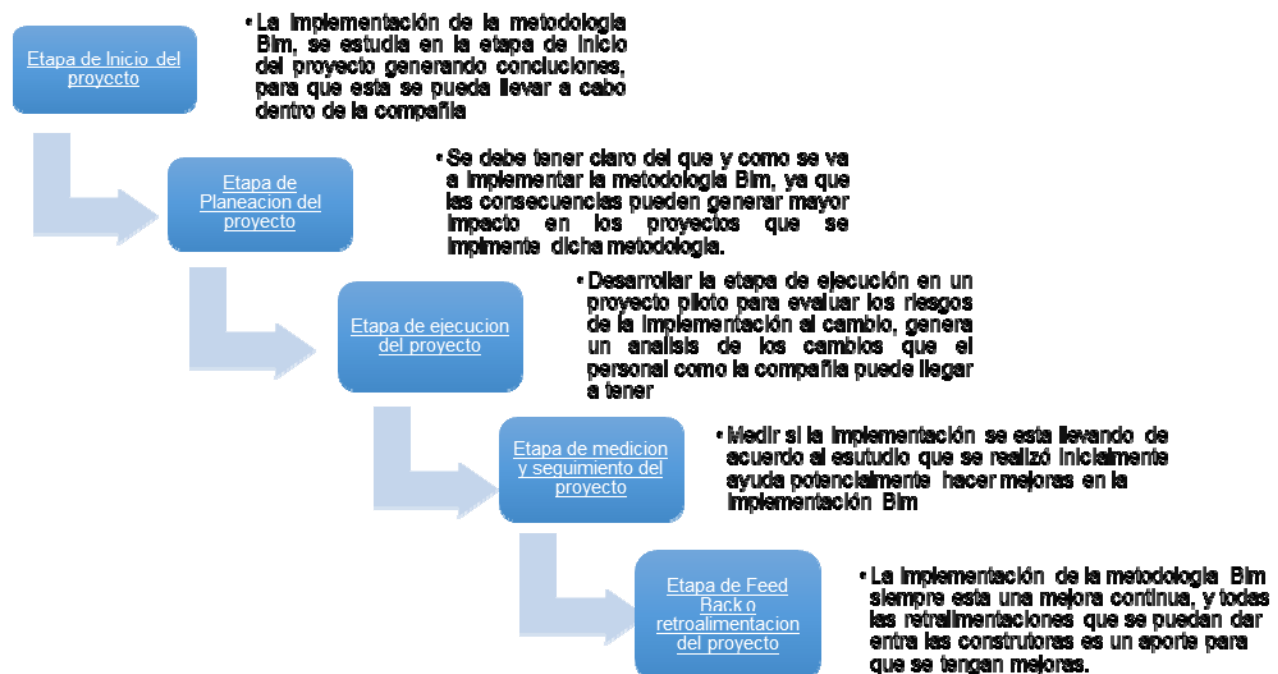 Etapa de Inicio del
proyecto
• La implementación de la metodologia
Bim, se estudia en la etapa de inicio
del proyecto generando concluciones,
para que esta se pueda llevar a cabo
dentro de la compañia
Etapa de
Planeacion del
proyecto
• Se debe tener claro del que y como se va
a implementar la metodologia Bim, ya que
las consecuencias pueden generar mayor
impacto en los proyectos que se
implmente dicha metodologia.
Etapa de ejecucion
del proyecto
• Desarrollar la etapa de ejecución en un
proyecto piloto para evaluar los riesgos
de la implementación al cambio, genera
un analisis de los cambios que el
personal como la compañia puede llegar
a tener
Etapa de medicion
y seguimiento del
proyecto
• Medir si la implementación se esta llevando de
acuerdo al esutudio que se realizó inicialmente
ayuda potencialmente hacer mejoras en la
implementación Bim
Etapa de Feed
Back o
retroalimentacion
del proyecto
• La implementación de la metodologia Bim
siempre esta una mejora continua, y todas
las retralimentaciones que se puedan dar
entra las construtoras es un aporte para
que se tengan mejoras.